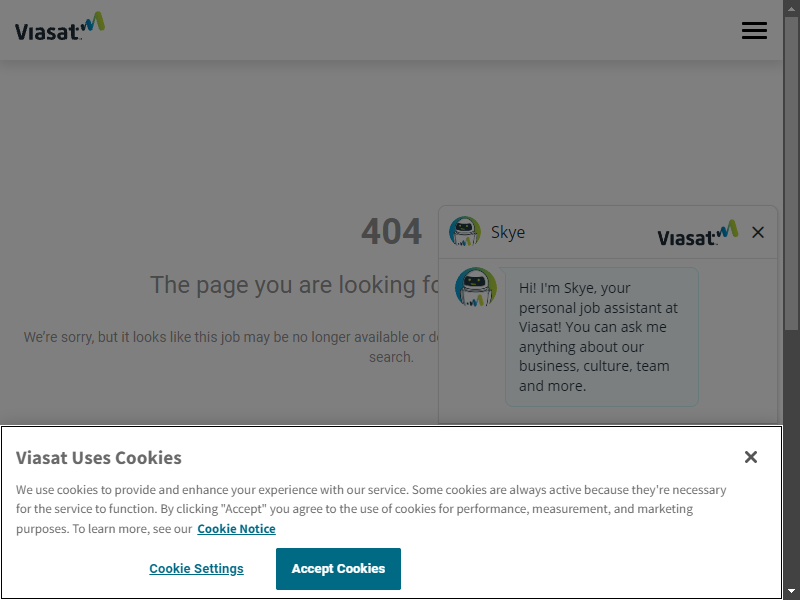 Viasat
404
The page you are looking fo
We're sorry, but it looks like this job may be no longer available or de
search.
Skye
Viasat
Hi! I'm Skye, your
personal job assistant at
Viasat! You can ask me
anything about our
business, culture, team
and more.
Viasat Uses Cookies
We use cookies to provide and enhance your experience with our service. Some cookies are always active because they're necessary
for the service to function. By clicking "Accept" you agree to the use of cookies for performance, measurement, and marketing
purposes. To learn more, see our Cookie Notice
Cookie Settings
Accept Cookies